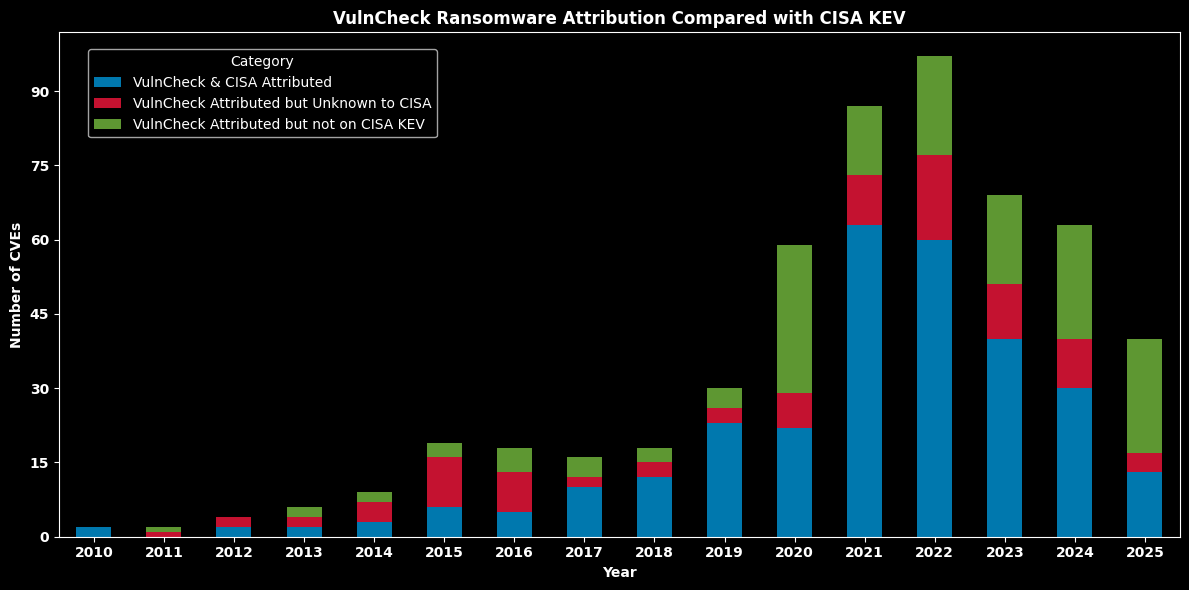 VulnCheck Ransomware Attribution Compared with CISA KEV
Category
VulnCheck & CISA Attributed
VulnCheck Attributed but Unknown to CISA
VulnCheck Attributed but not on CISA KEV
Number of CVEs
90
75
60
45
30
15
0
2010 2011 2012 2013 2014 2015 2016 2017 2018 2019 2020 2021 2022 2023 2024 2025
Year